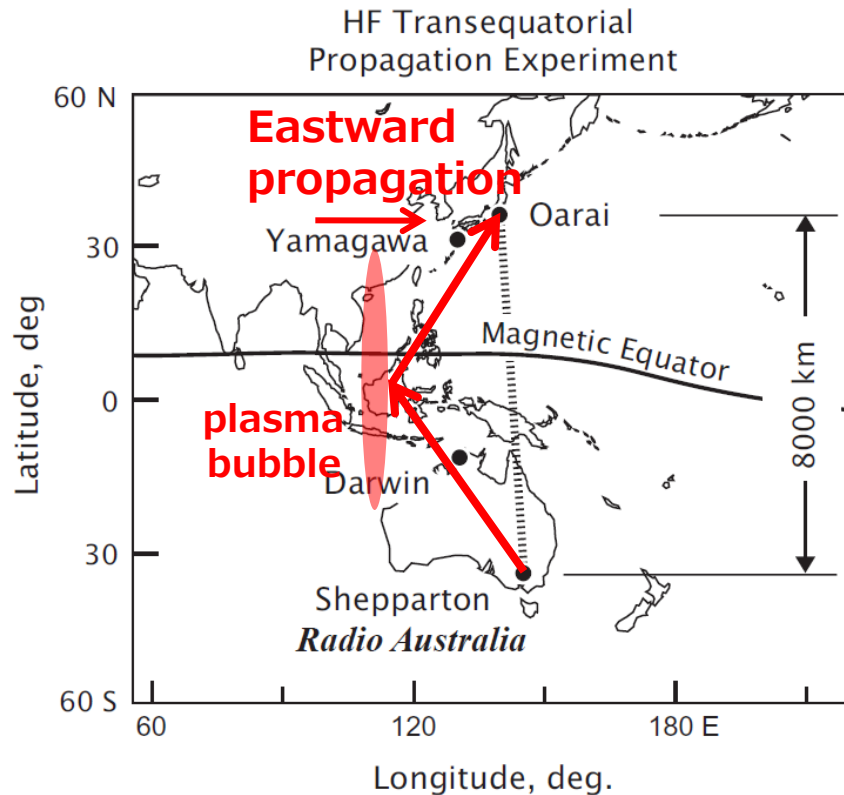 HF Transequatorial
Propagation Experiment
60 N
Eastward
propagation
Oarai
Yamagawa
30
Magnetic Equator
0
8000 km
plasma
bubble
Darwin
30
Shepparton
Radio Australia
60 S
60
120
180 E
Latitude, deg
Longitude, deg.